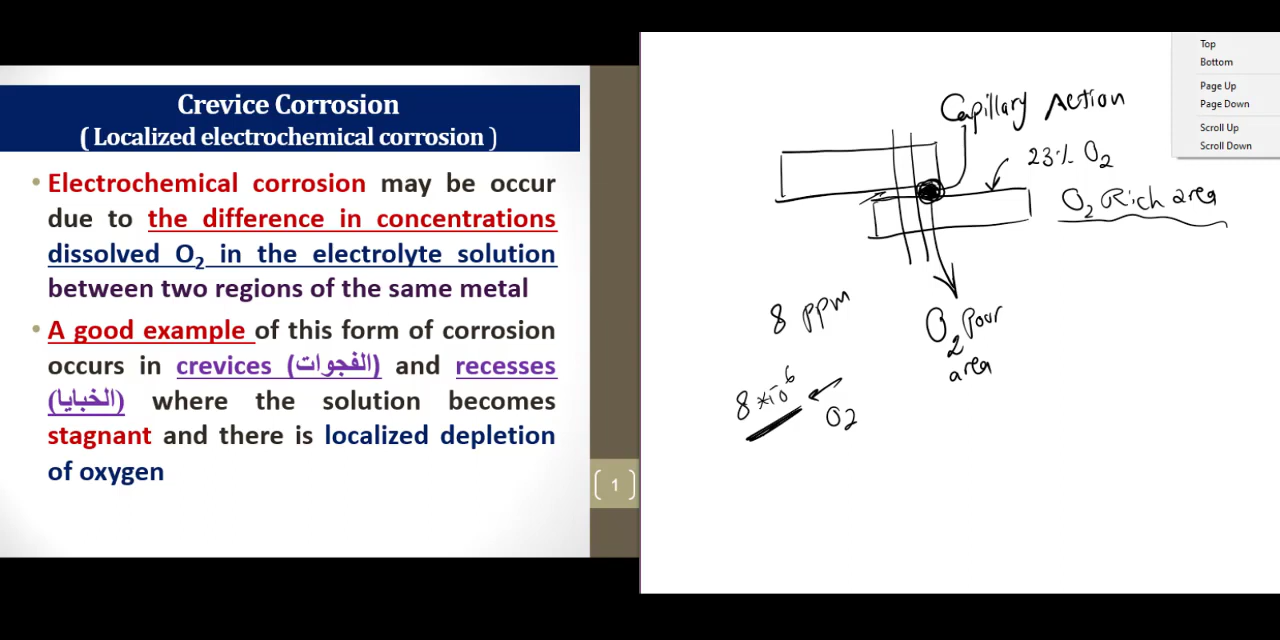 Crevice Corrosion
( Localized electrochemical corrosion )
• Electrochemical corrosion may be occur
due to the difference in concentrations
dissolved O₂ in the electrolyte solution
between two regions of the same metal
• A good example of this form of corrosion
occurs in crevices (الفجوات) and recesses
(الخبايا) where the solution becomes
stagnant and there is localized depletion
of oxygen
1
Capillary Action
23% O₂
O₂ Rich area
8 ppm
O₂ Pour
area
8*10⁻⁶
O2
Top
Bottom
Page Up
Page Down
Scroll Up
Scroll Down